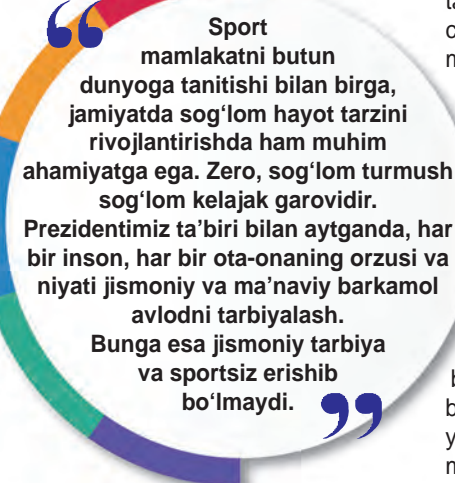 Sport
mamlakatni butun
dunyoga tanitishi bilan birga,
jamiyatda sog‘lom hayot tarzini
rivojlantirishda ham muhim
ahamiyatga ega. Zero, sog‘lom turmush
sog‘lom kelajak garovidir.
Prezidentimiz ta’biri bilan aytganda, har
bir inson, har bir ota-onaning orzusi va
niyati jismoniy va ma’naviy barkamol
avlodni tarbiyalash.
Bunga esa jismoniy tarbiya
va sportsiz erishib
bo‘lmaydi.